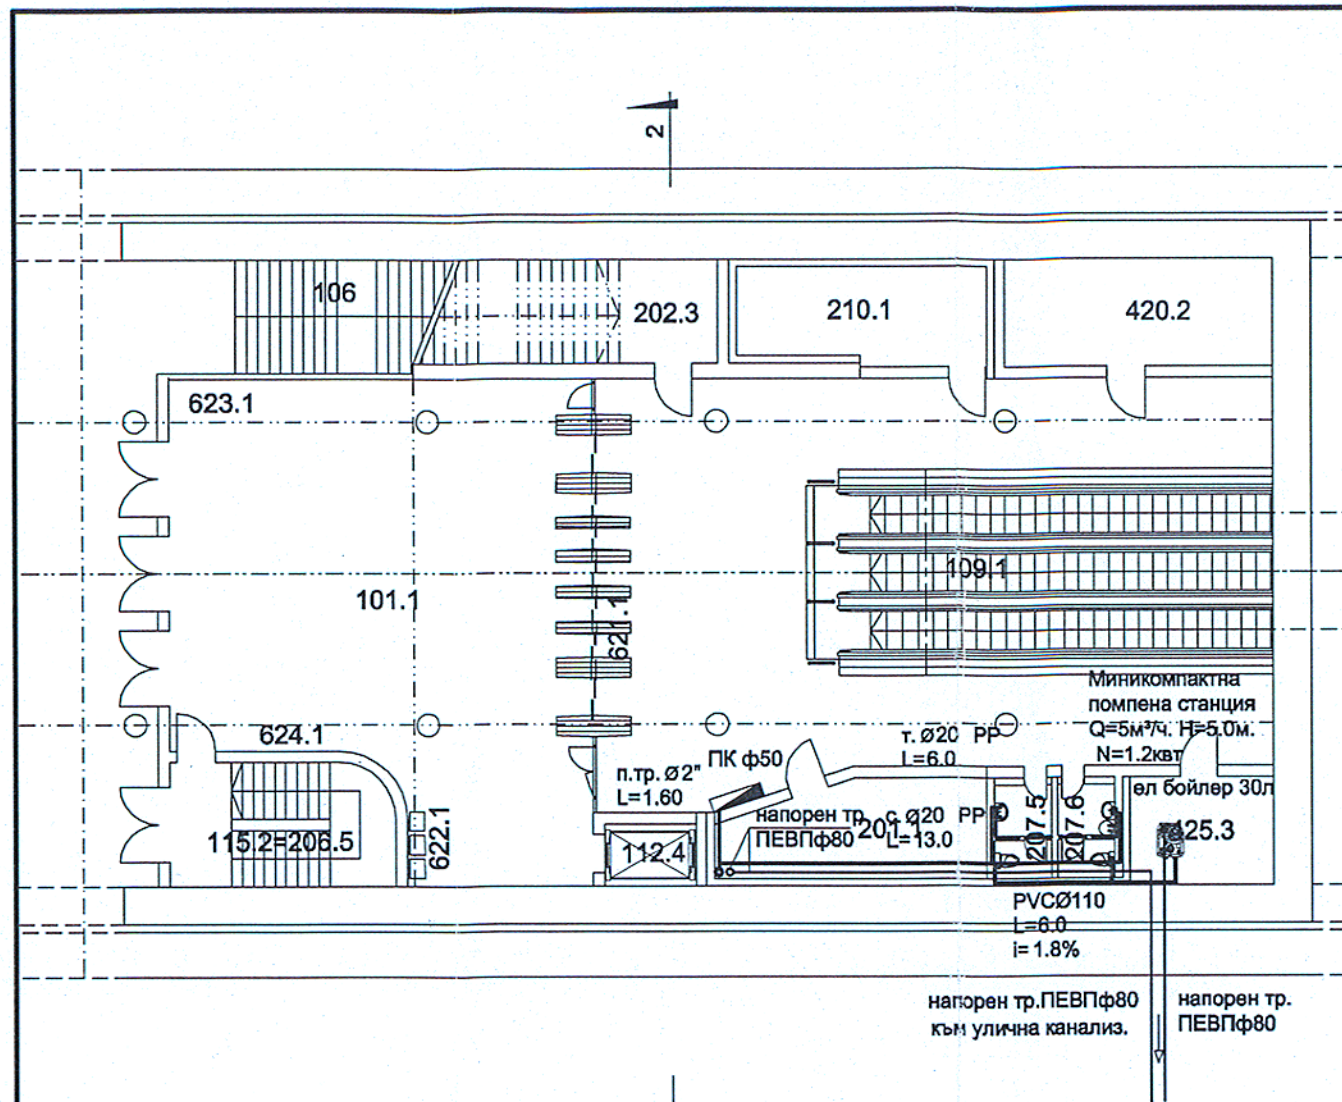 2
106
202.3
210.1
420.2
623.1
101.1
621.1
109.1
Миникомпактна
помпена станция
Q=5м³/ч. H=5.0м.
N=1.2квт
ел бойлер 30л
624.1
т. Ø20 PP
L=6.0
ПК ф50
п.тр. Ø2"
L=1.60
напорен тр.
ПЕВПф80
с. Ø20 PP
L=13.0
207.5
207.6
115.2=206.5
622.1
112.4
PVCØ110
L=6.0
i=1.8%
напорен тр.ПЕВПф80
към улична канализ.
напорен тр.
ПЕВПф80